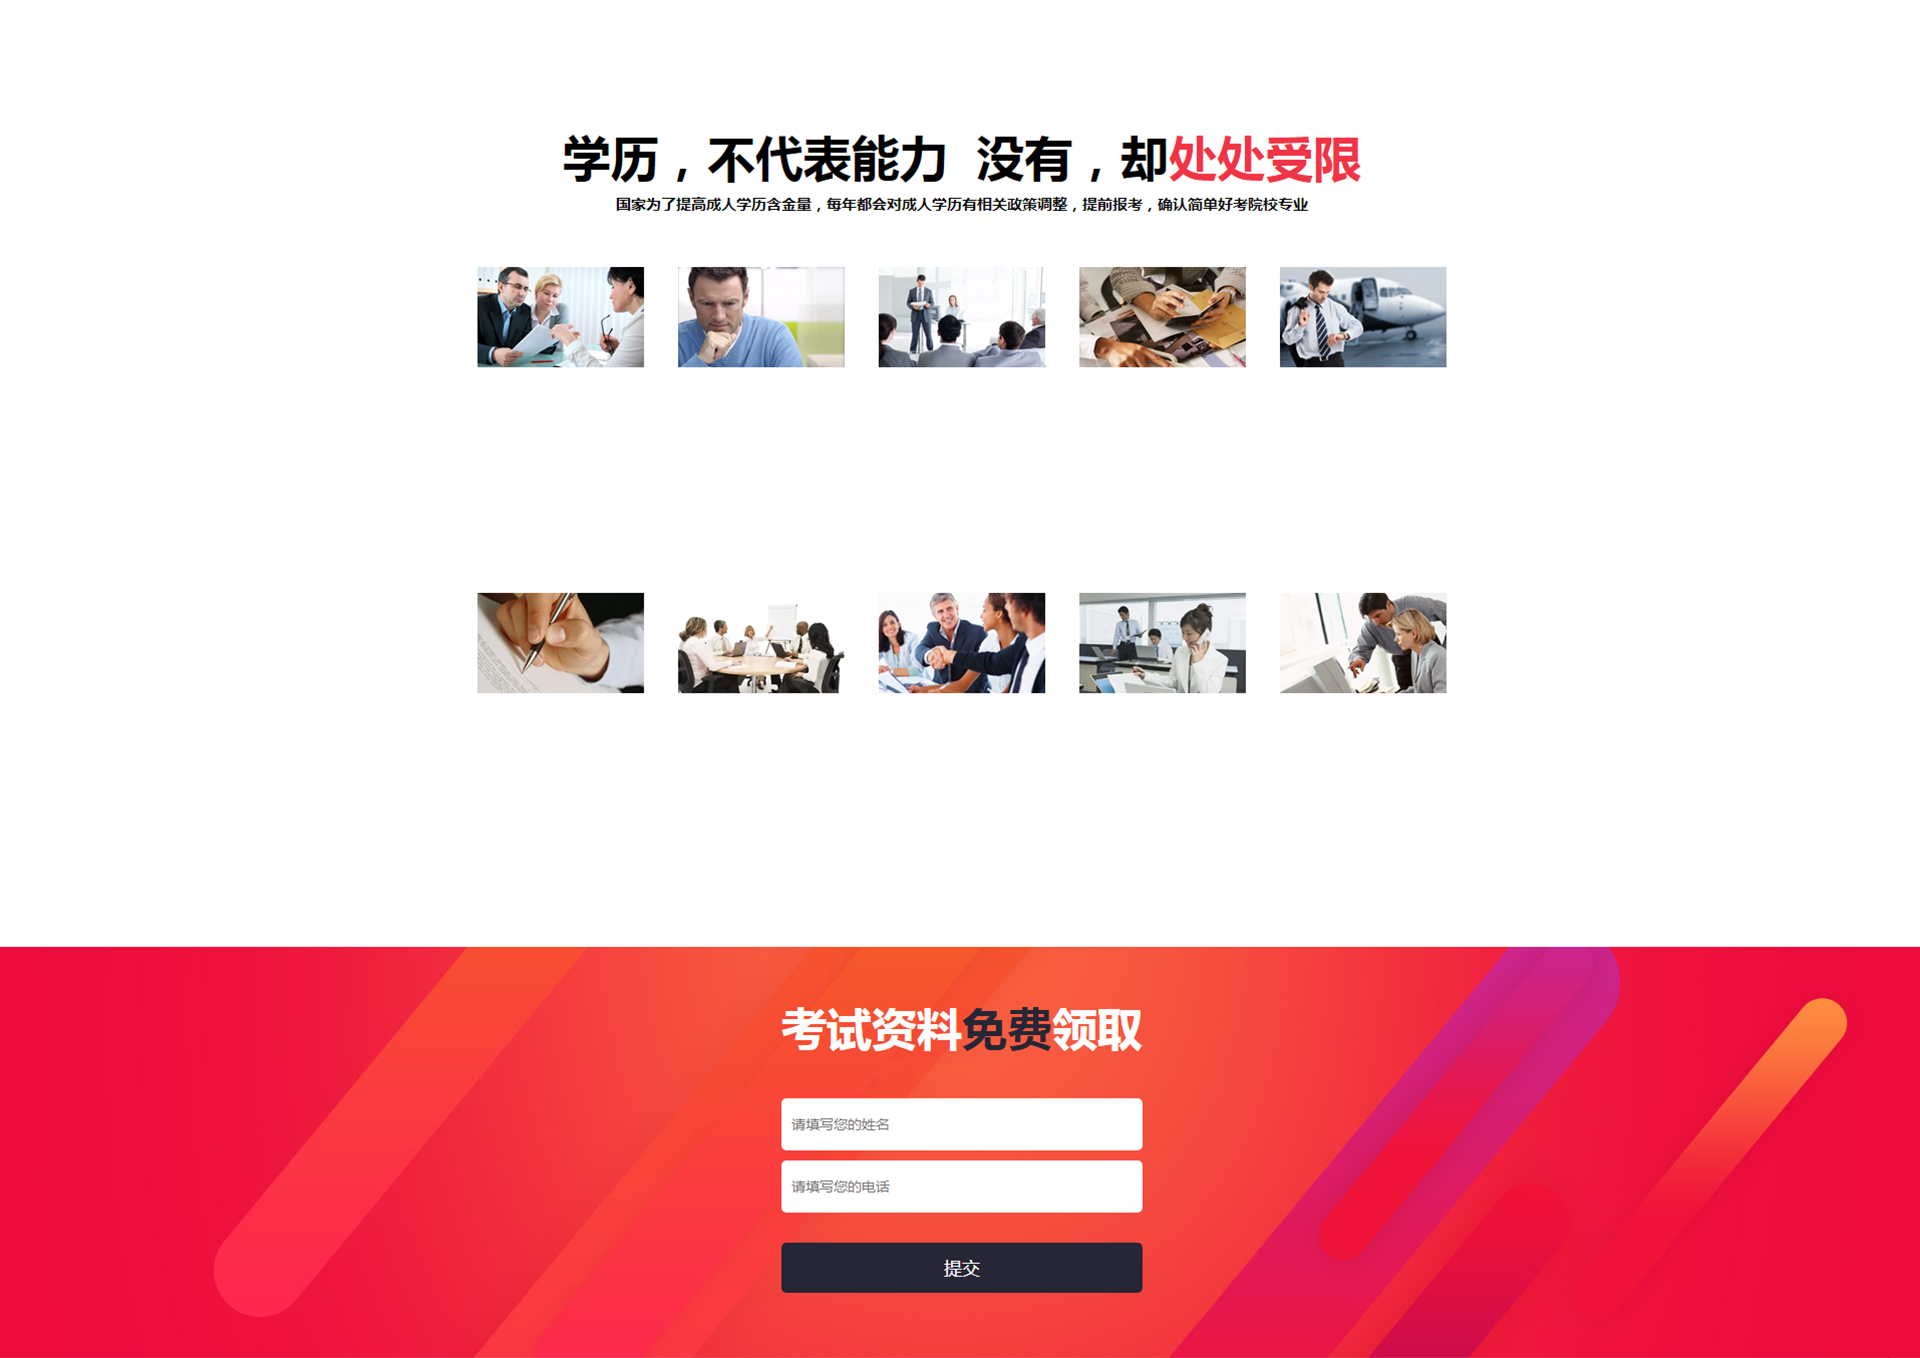 学历，不代表能力 没有，却处处受限
国家为了提高成人学历含金量，每年都会对成人学历有相关政策调整，提前报考，确认简单好考院校专业
考试资料免费领取
请填写您的姓名
请填写您的电话
提交